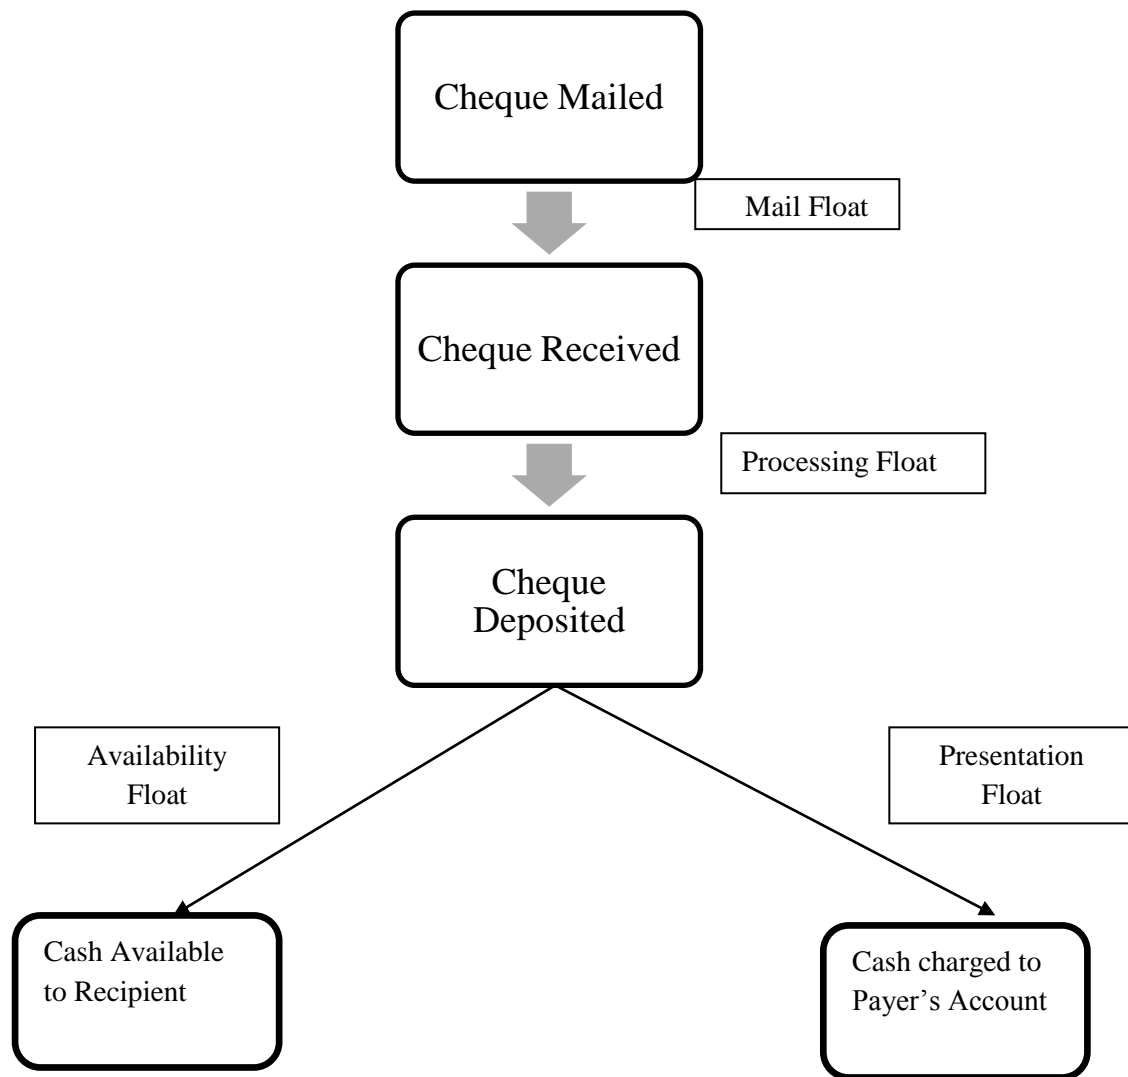 Cheque Mailed
Mail Float
Cheque Received
Processing Float
Cheque
Deposited
Availability
Float
Presentation
Float
Cash Available
to Recipient
Cash charged to
Payer’s Account